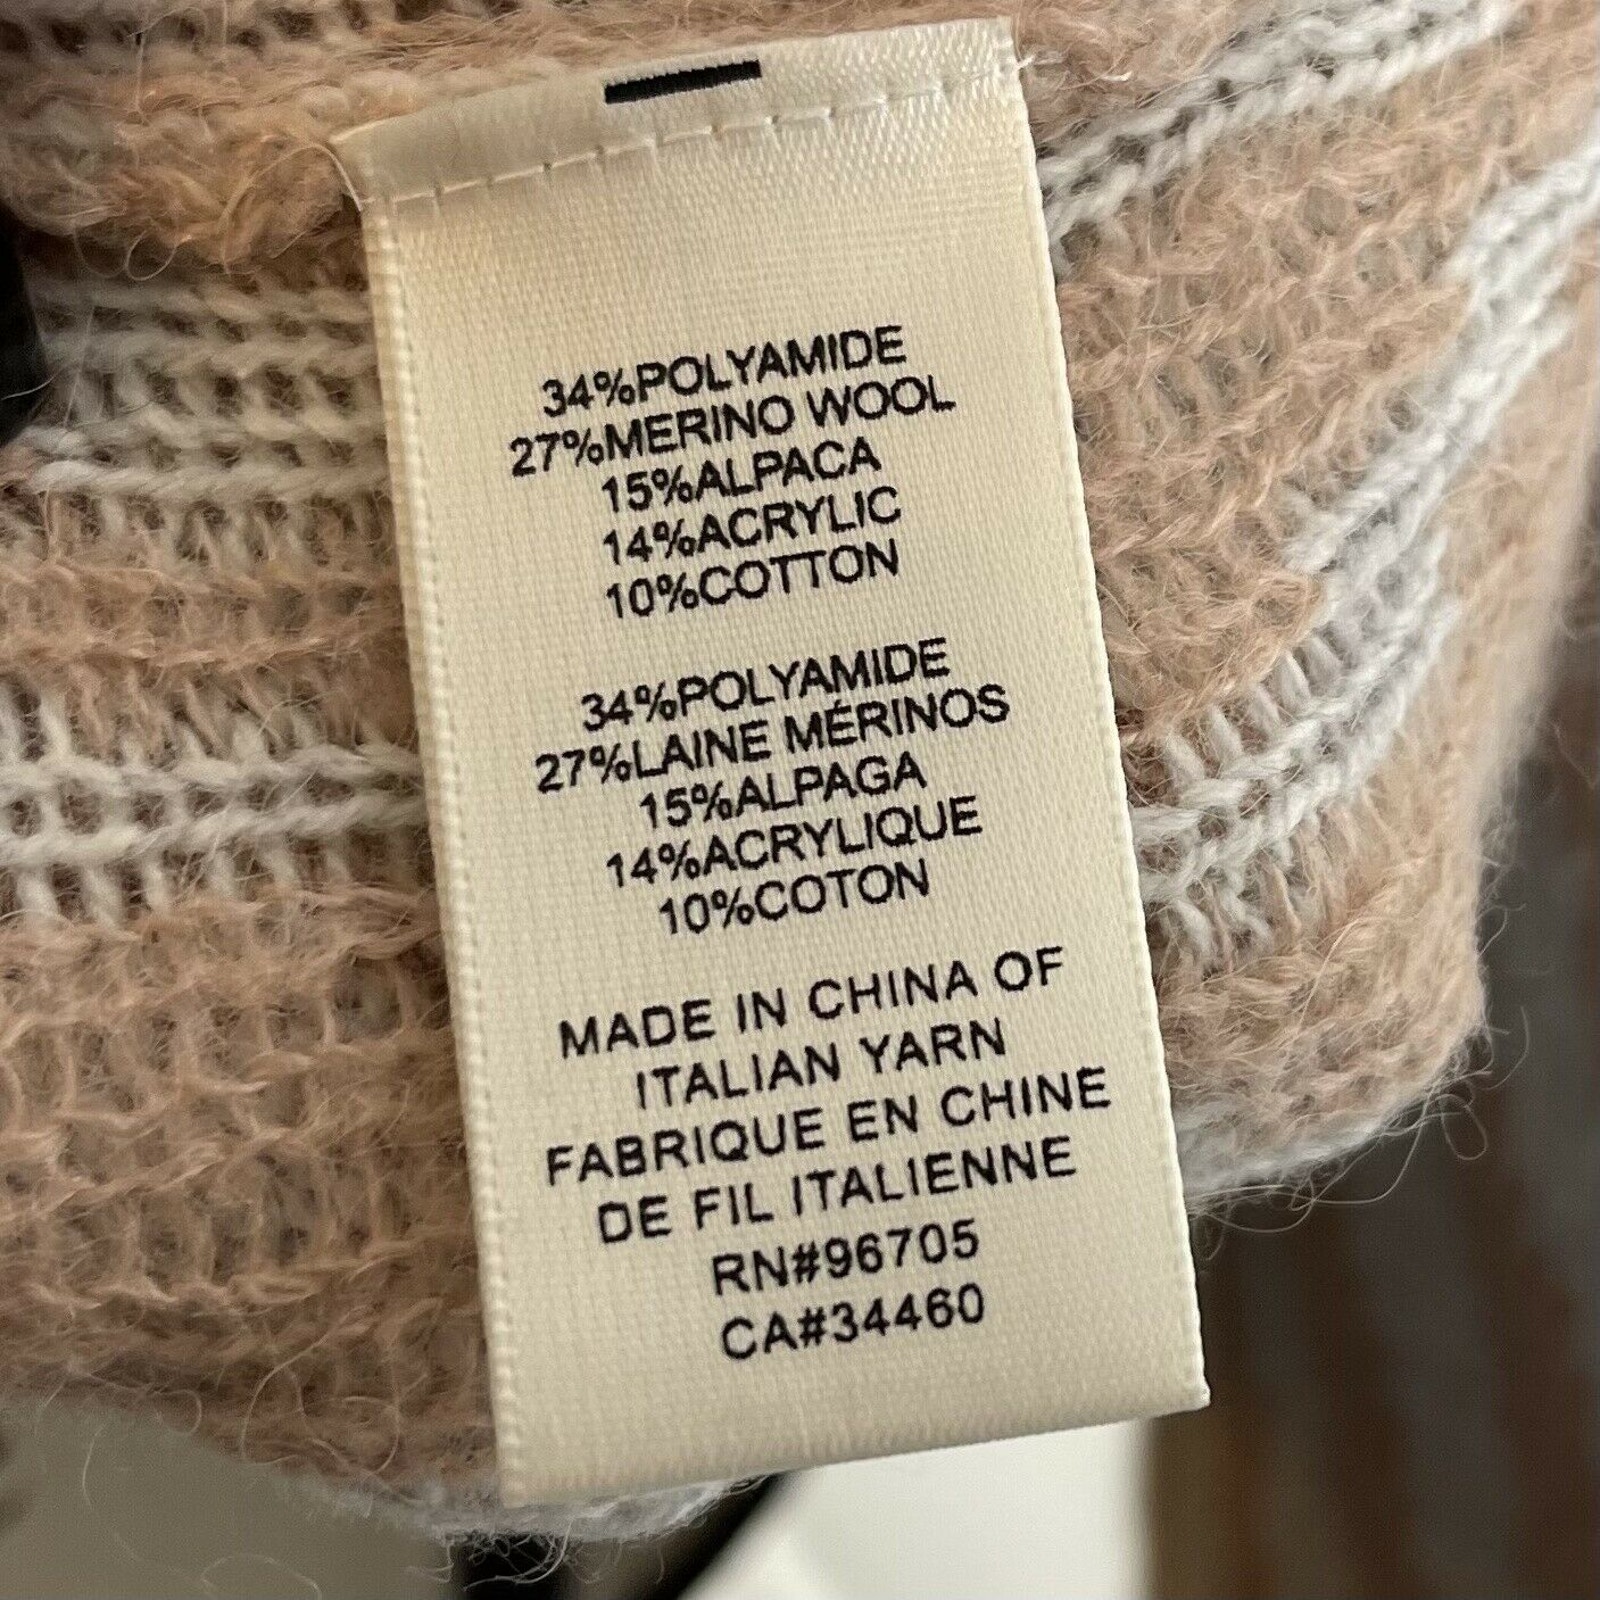 34%POLYAMIDE
27%MERINO WOOL
15%ALPACA
14%ACRYLIC
10%COTTON
34%POLYAMIDE
27%LAINE MÉRINOS
15%ALPAGA
14%ACRYLIQUE
10%COTON
MADE IN CHINA OF
ITALIAN YARN
FABRIQUE EN CHINE
DE FIL ITALIENNE
RN#96705
CA#34460